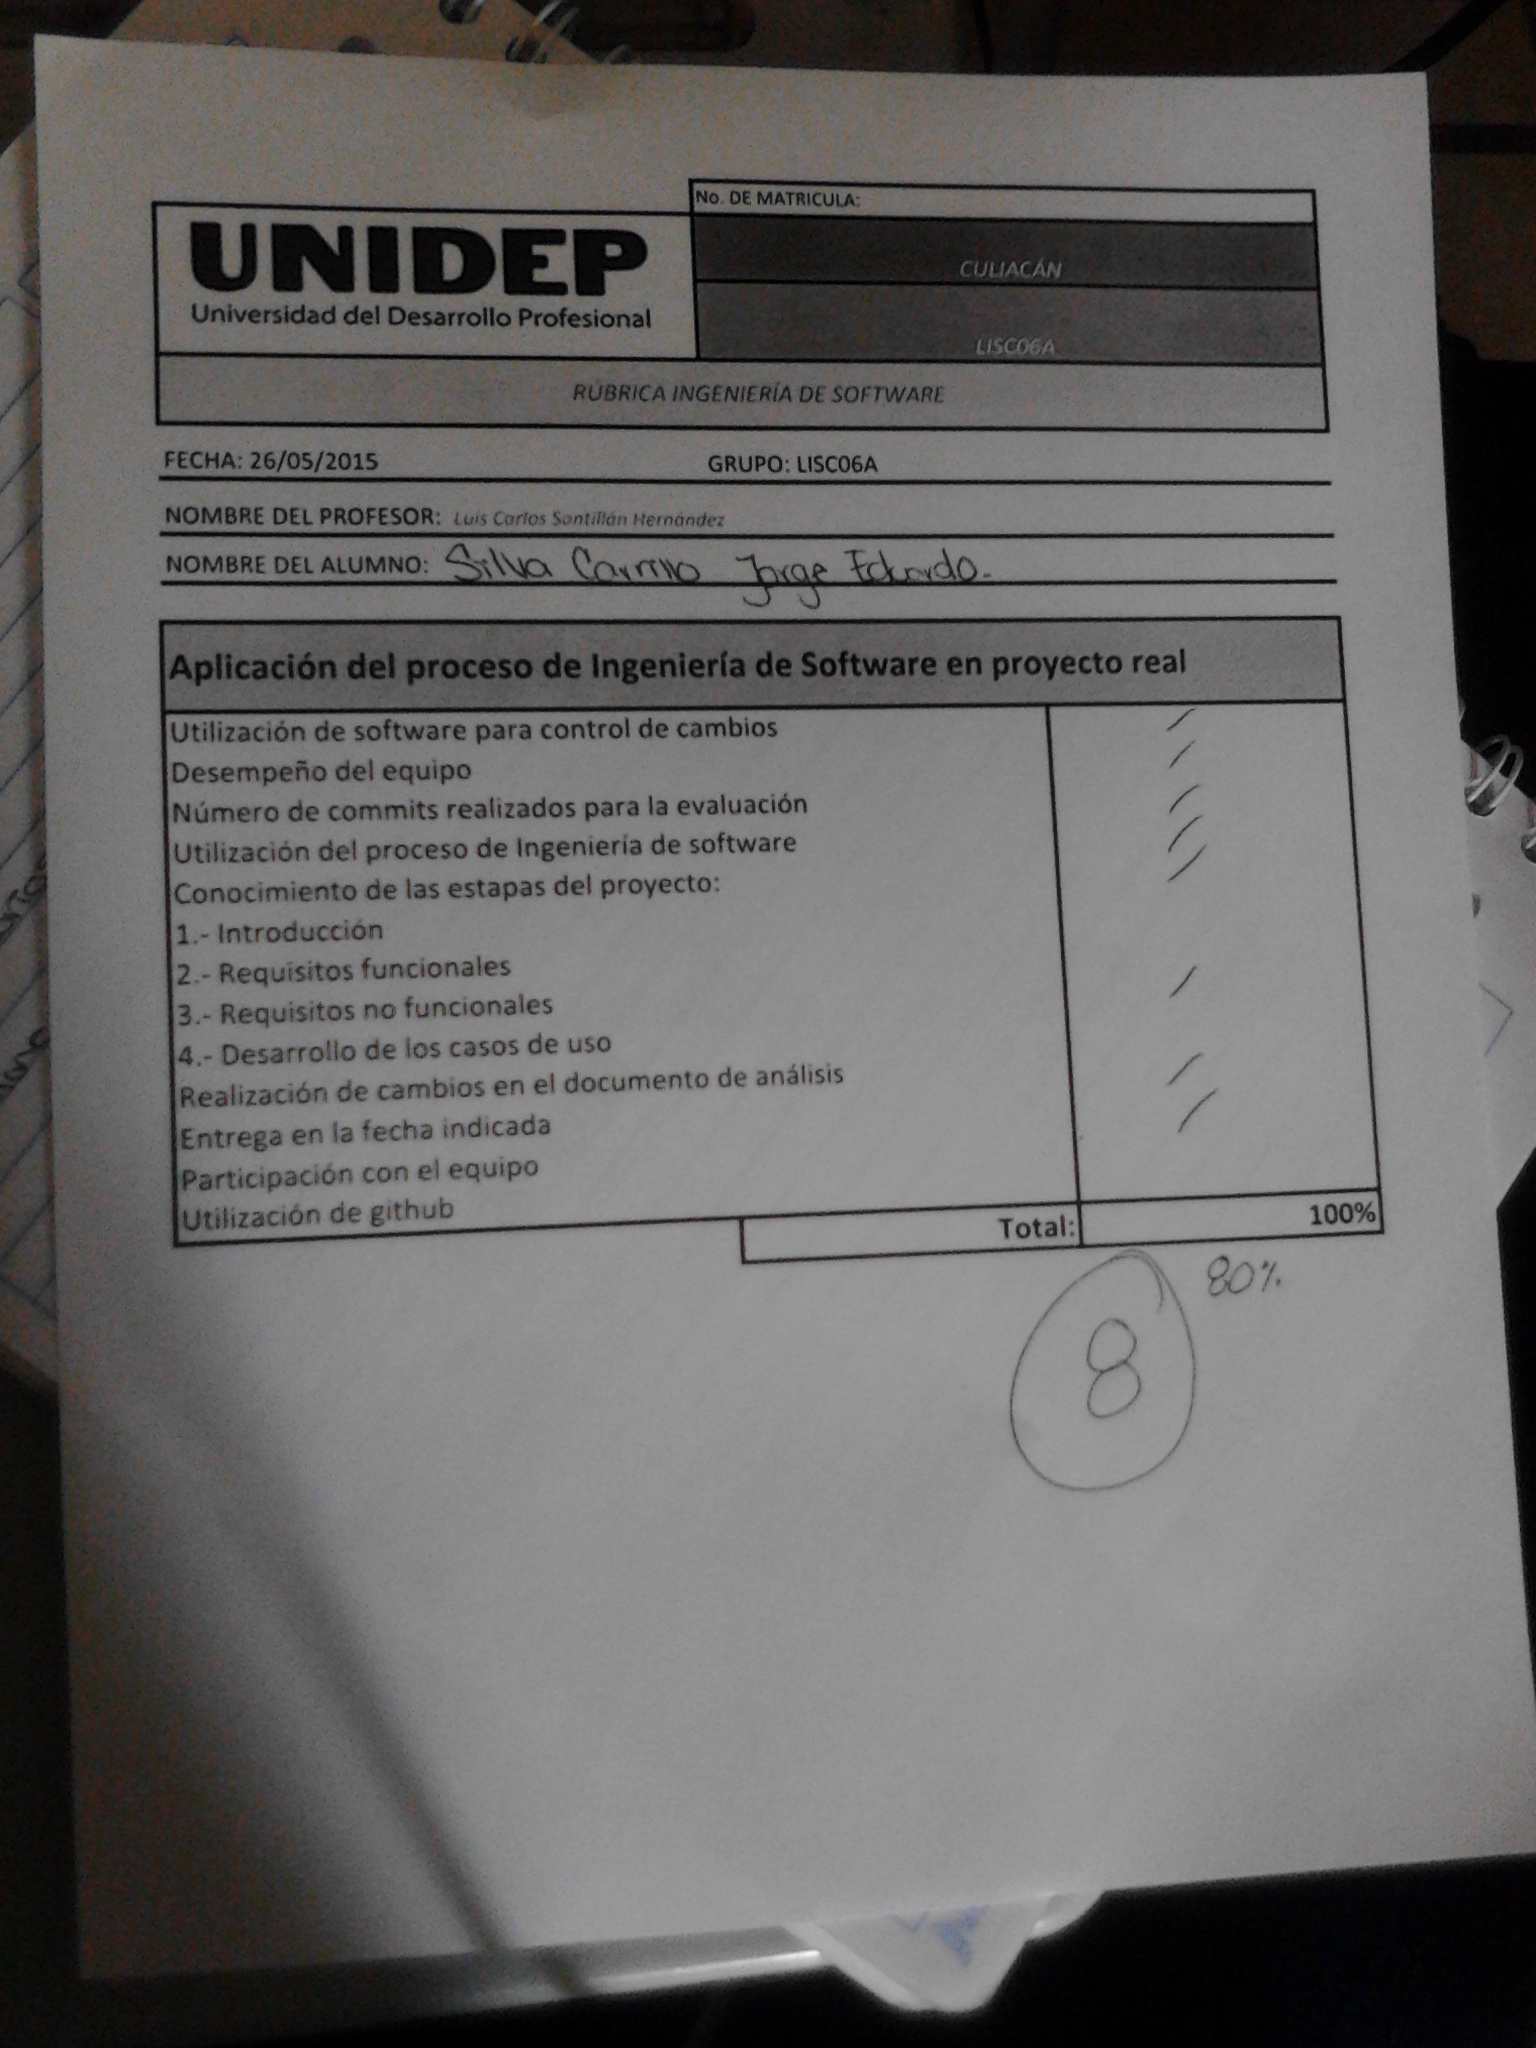 No. DE MATRICULA:
UNIDEP
Universidad del Desarrollo Profesional
CULIACÁN
LISC06A
RÚBRICA INGENIERÍA DE SOFTWARE
FECHA: 26/05/2015 GRUPO: LISC06A
NOMBRE DEL PROFESOR: Luis Carlos Santillán Hernández
NOMBRE DEL ALUMNO: Silva Carrillo Jorge Eduardo.
Aplicación del proceso de Ingeniería de Software en proyecto real
Utilización de software para control de cambios
Desempeño del equipo
Número de commits realizados para la evaluación
Utilización del proceso de Ingeniería de software
Conocimiento de las estapas del proyecto:
1.- Introducción
2.- Requisitos funcionales
3.- Requisitos no funcionales
4.- Desarrollo de los casos de uso
Realización de cambios en el documento de análisis
Entrega en la fecha indicada
Participación con el equipo
Utilización de github
Total: 100%
80%
8